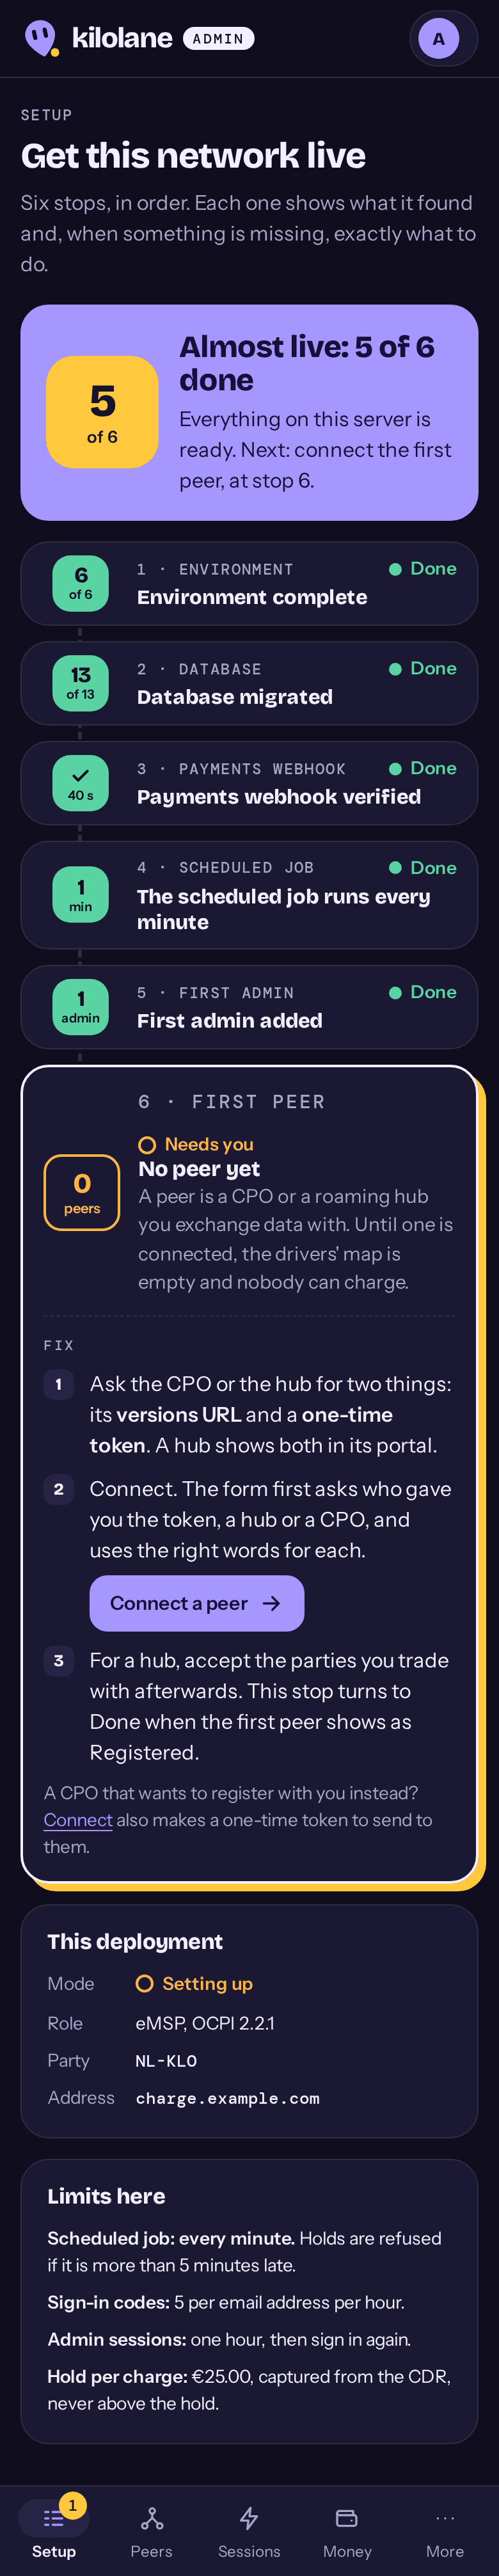 kilolane ADMIN A
SETUP
Get this network live
Six stops, in order. Each one shows what it found
and, when something is missing, exactly what to
do.
Almost live: 5 of 6
done
5
of 6
Everything on this server is
ready. Next: connect the first
peer, at stop 6.
6
of 6
1 · ENVIRONMENT
Done
Environment complete
13
of 13
2 · DATABASE
Done
Database migrated
40 s
3 · PAYMENTS WEBHOOK
Done
Payments webhook verified
1
min
4 · SCHEDULED JOB
Done
The scheduled job runs every
minute
1
admin
5 · FIRST ADMIN
Done
First admin added
6 · FIRST PEER
Needs you
0
peers
No peer yet
A peer is a CPO or a roaming hub
you exchange data with. Until one is
connected, the drivers' map is
empty and nobody can charge.
FIX
1
Ask the CPO or the hub for two things:
its versions URL and a one-time
token. A hub shows both in its portal.
2
Connect. The form first asks who gave
you the token, a hub or a CPO, and
uses the right words for each.
Connect a peer →
3
For a hub, accept the parties you trade
with afterwards. This stop turns to
Done when the first peer shows as
Registered.
A CPO that wants to register with you instead?
Connect also makes a one-time token to send to
them.
This deployment
Mode Setting up
Role eMSP, OCPI 2.2.1
Party NL-KLO
Address charge.example.com
Limits here
Scheduled job: every minute. Holds are refused
if it is more than 5 minutes late.
Sign-in codes: 5 per email address per hour.
Admin sessions: one hour, then sign in again.
Hold per charge: €25.00, captured from the CDR,
never above the hold.
1
Setup Peers Sessions Money More